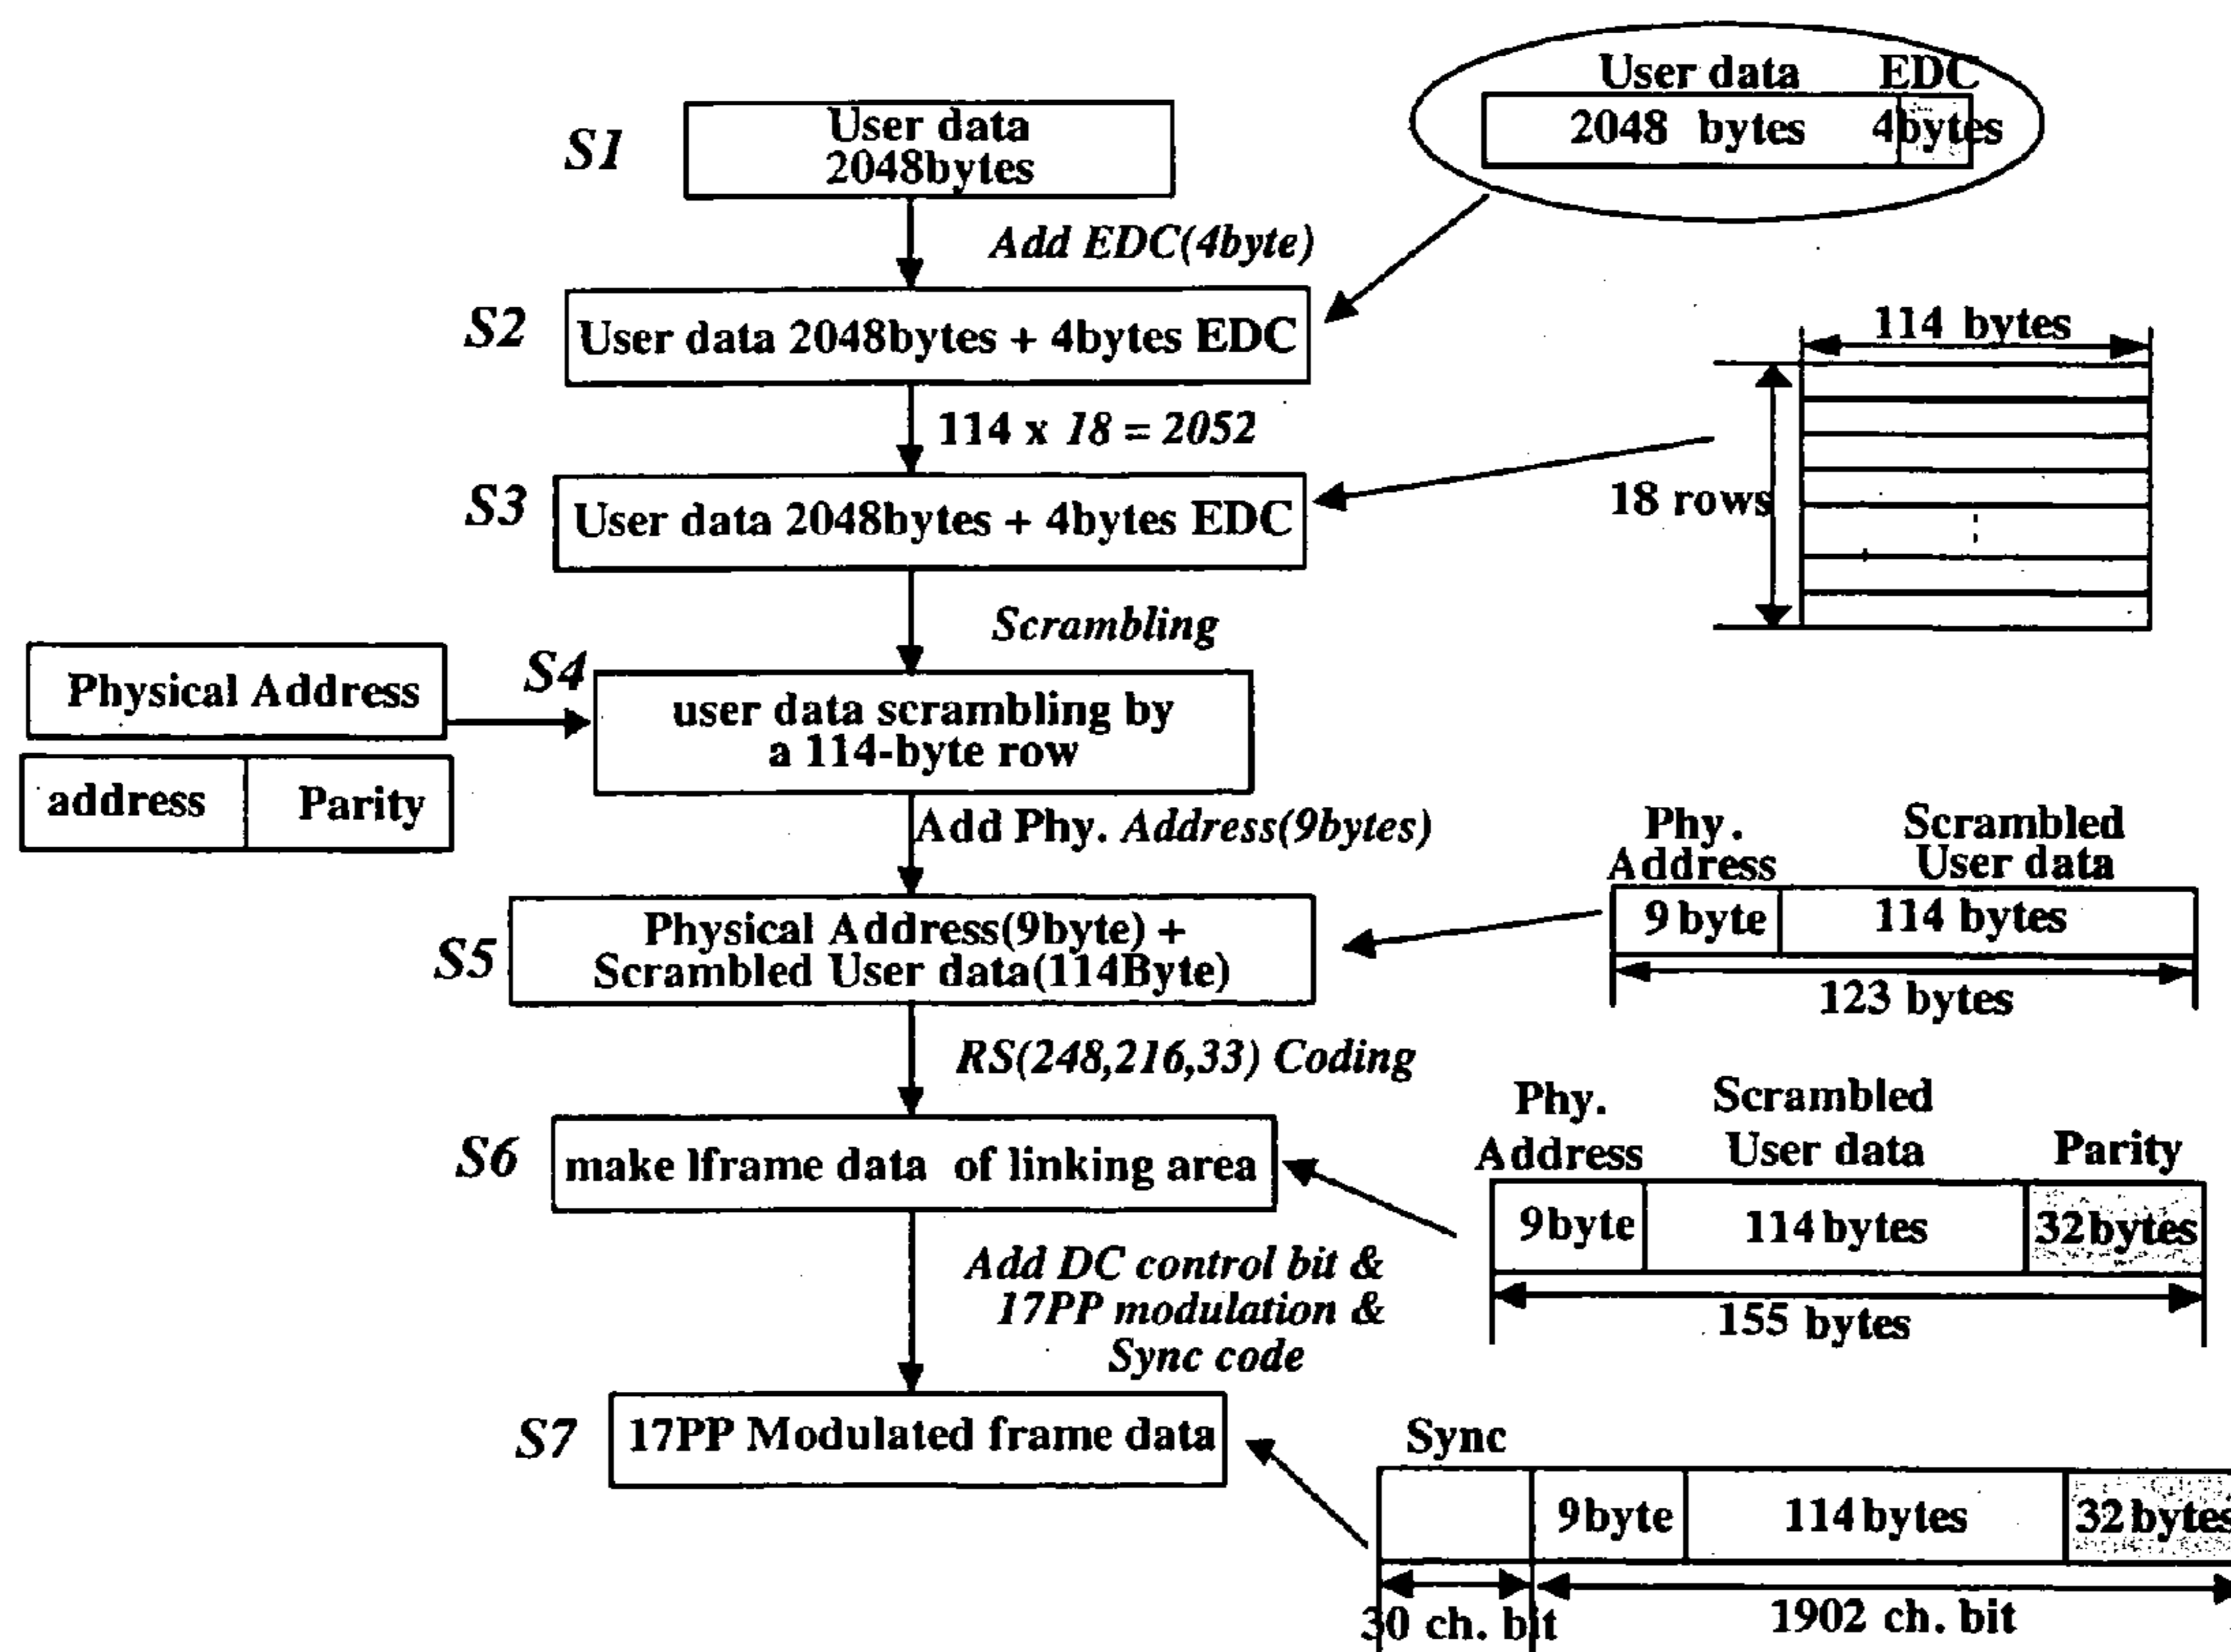 User data EDC
2048 bytes 4bytes
S1
User data
2048bytes
Add EDC(4byte)
S2
User data 2048bytes + 4bytes EDC
114 bytes
18 rows
114 x 18 = 2052
S3
User data 2048bytes + 4bytes EDC
Scrambling
Physical Address
address Parity
S4
user data scrambling by
a 114-byte row
Add Phy. Address(9bytes)
Phy.
Address
Scrambled
User data
9 byte 114 bytes
123 bytes
S5
Physical Address(9byte) +
Scrambled User data(114Byte)
RS(248,216,33) Coding
Phy.
Address
Scrambled
User data
Parity
9byte 114 bytes 32bytes
155 bytes
S6
make 1frame data of linking area
Add DC control bit &
17PP modulation &
Sync code
S7
17PP Modulated frame data
Sync
9byte 114 bytes 32 bytes
30 ch. bit 1902 ch. bit